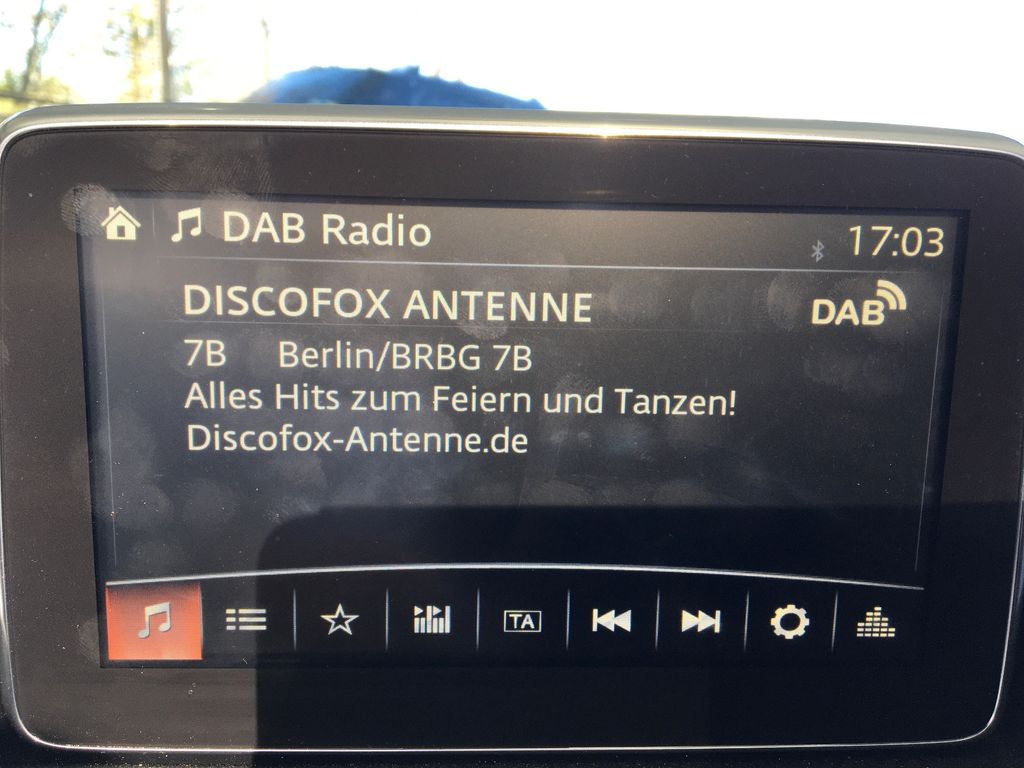 DAB Radio
17:03
DISCOFOX ANTENNE
DAB
7B Berlin/BRBG 7B
Alles Hits zum Feiern und Tanzen!
Discofox-Antenne.de
TA